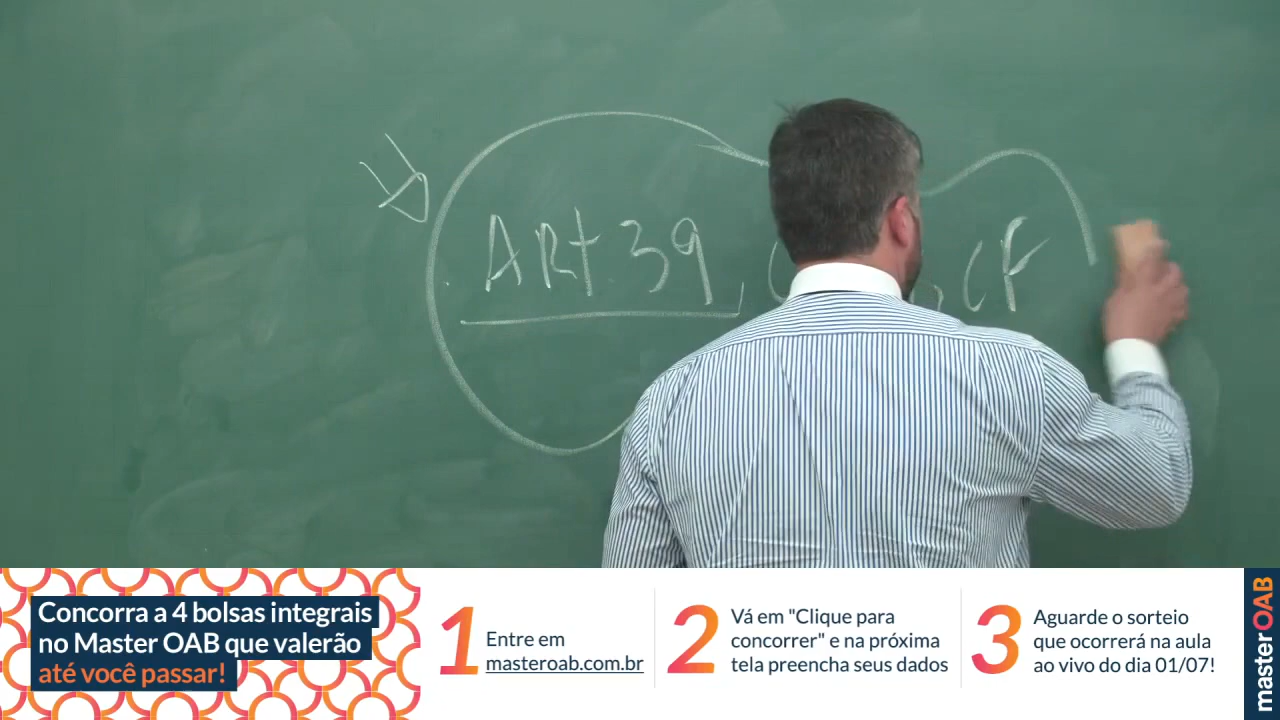 ARt. 39, CF
Concorra a 4 bolsas integrais
no Master OAB que valerão
até você passar!
1
Entre em
masteroab.com.br
2
Vá em "Clique para
concorrer" e na próxima
tela preencha seus dados
3
Aguarde o sorteio
que ocorrerá na aula
ao vivo do dia 01/07!
masterOAB